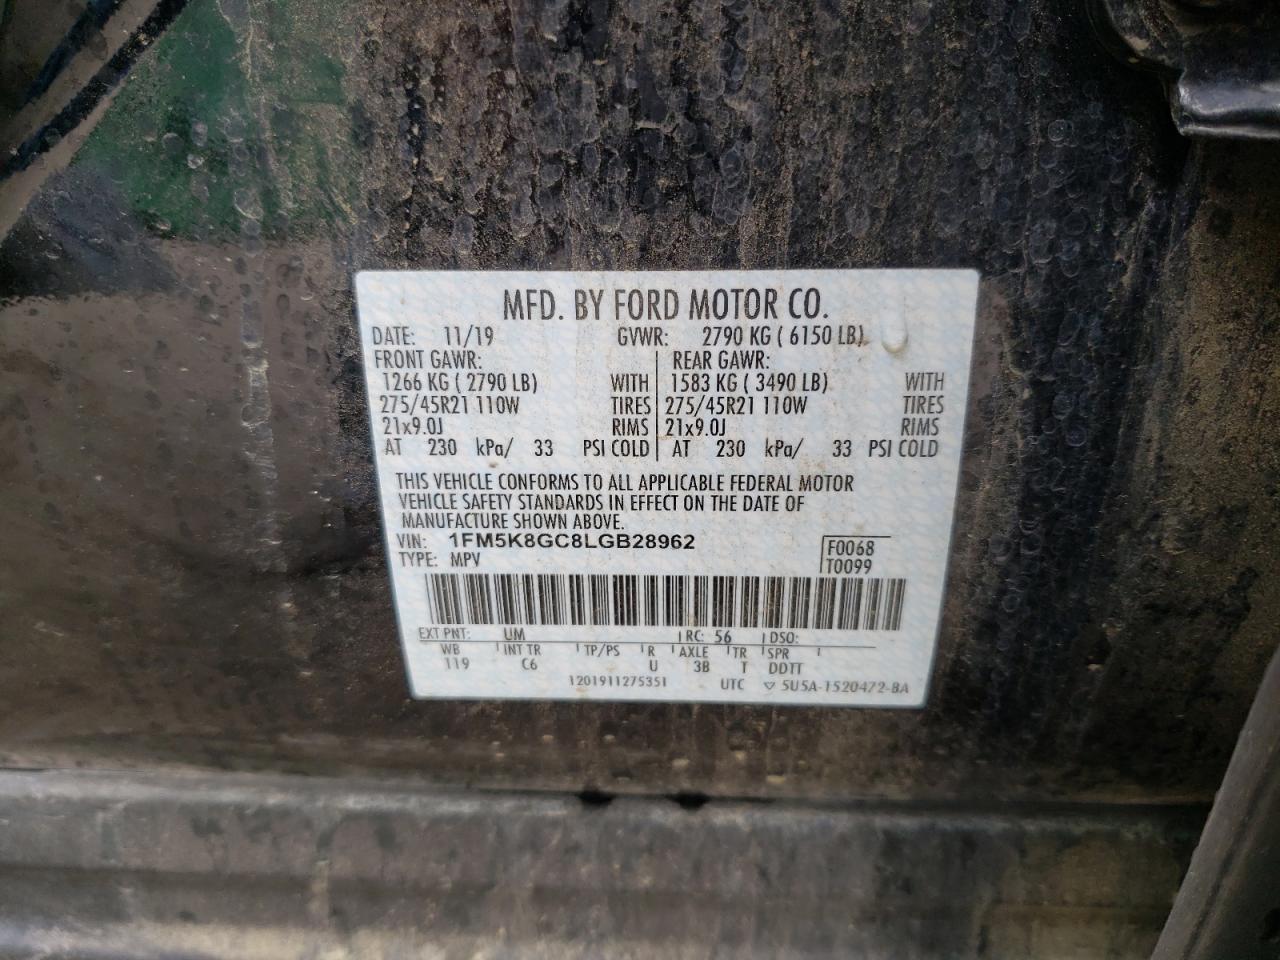 MFD. BY FORD MOTOR CO.
DATE: 11/19 GVWR: 2790 KG ( 6150 LB)
FRONT GAWR: REAR GAWR:
1266 KG ( 2790 LB) WITH 1583 KG ( 3490 LB) WITH
275/45R21 110W TIRES 275/45R21 110W TIRES
21x9.0J RIMS 21x9.0J RIMS
AT 230 kPa/ 33 PSI COLD AT 230 kPa/ 33 PSI COLD
THIS VEHICLE CONFORMS TO ALL APPLICABLE FEDERAL MOTOR
VEHICLE SAFETY STANDARDS IN EFFECT ON THE DATE OF
MANUFACTURE SHOWN ABOVE.
VIN: 1FM5K8GC8LGB28962 F0068
TYPE: MPV T0099
EXT PNT: UM RC: 56 DSO:
WB INT TR TP/PS R AXLE TR SPR
119 C6 U 3B T DDTT
1201911275351 UTC ▽ 5U5A-1520472-BA